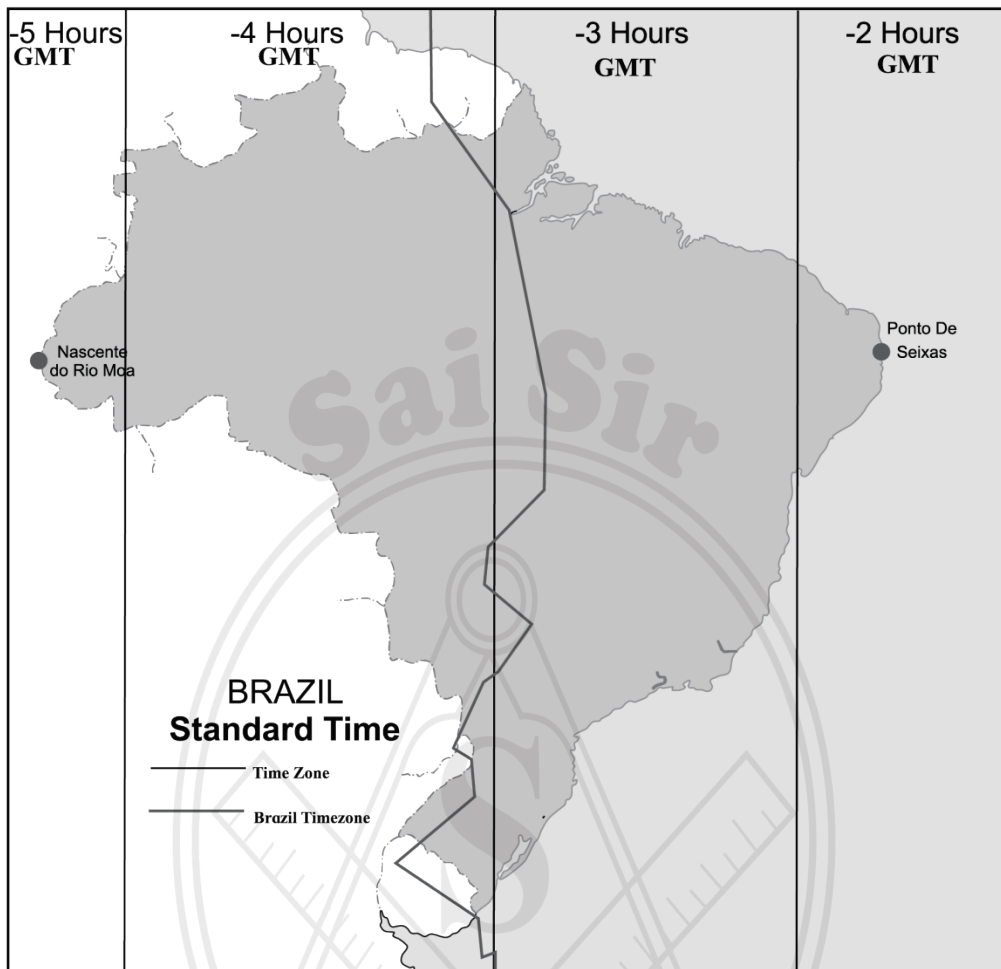 -5 Hours
GMT
-4 Hours
GMT
-3 Hours
GMT
-2 Hours
GMT
Nascente
do Rio Moa
Ponto De
Seixas
Sai Sir
BRAZIL
Standard Time
Time Zone
Brazil Timezone
S